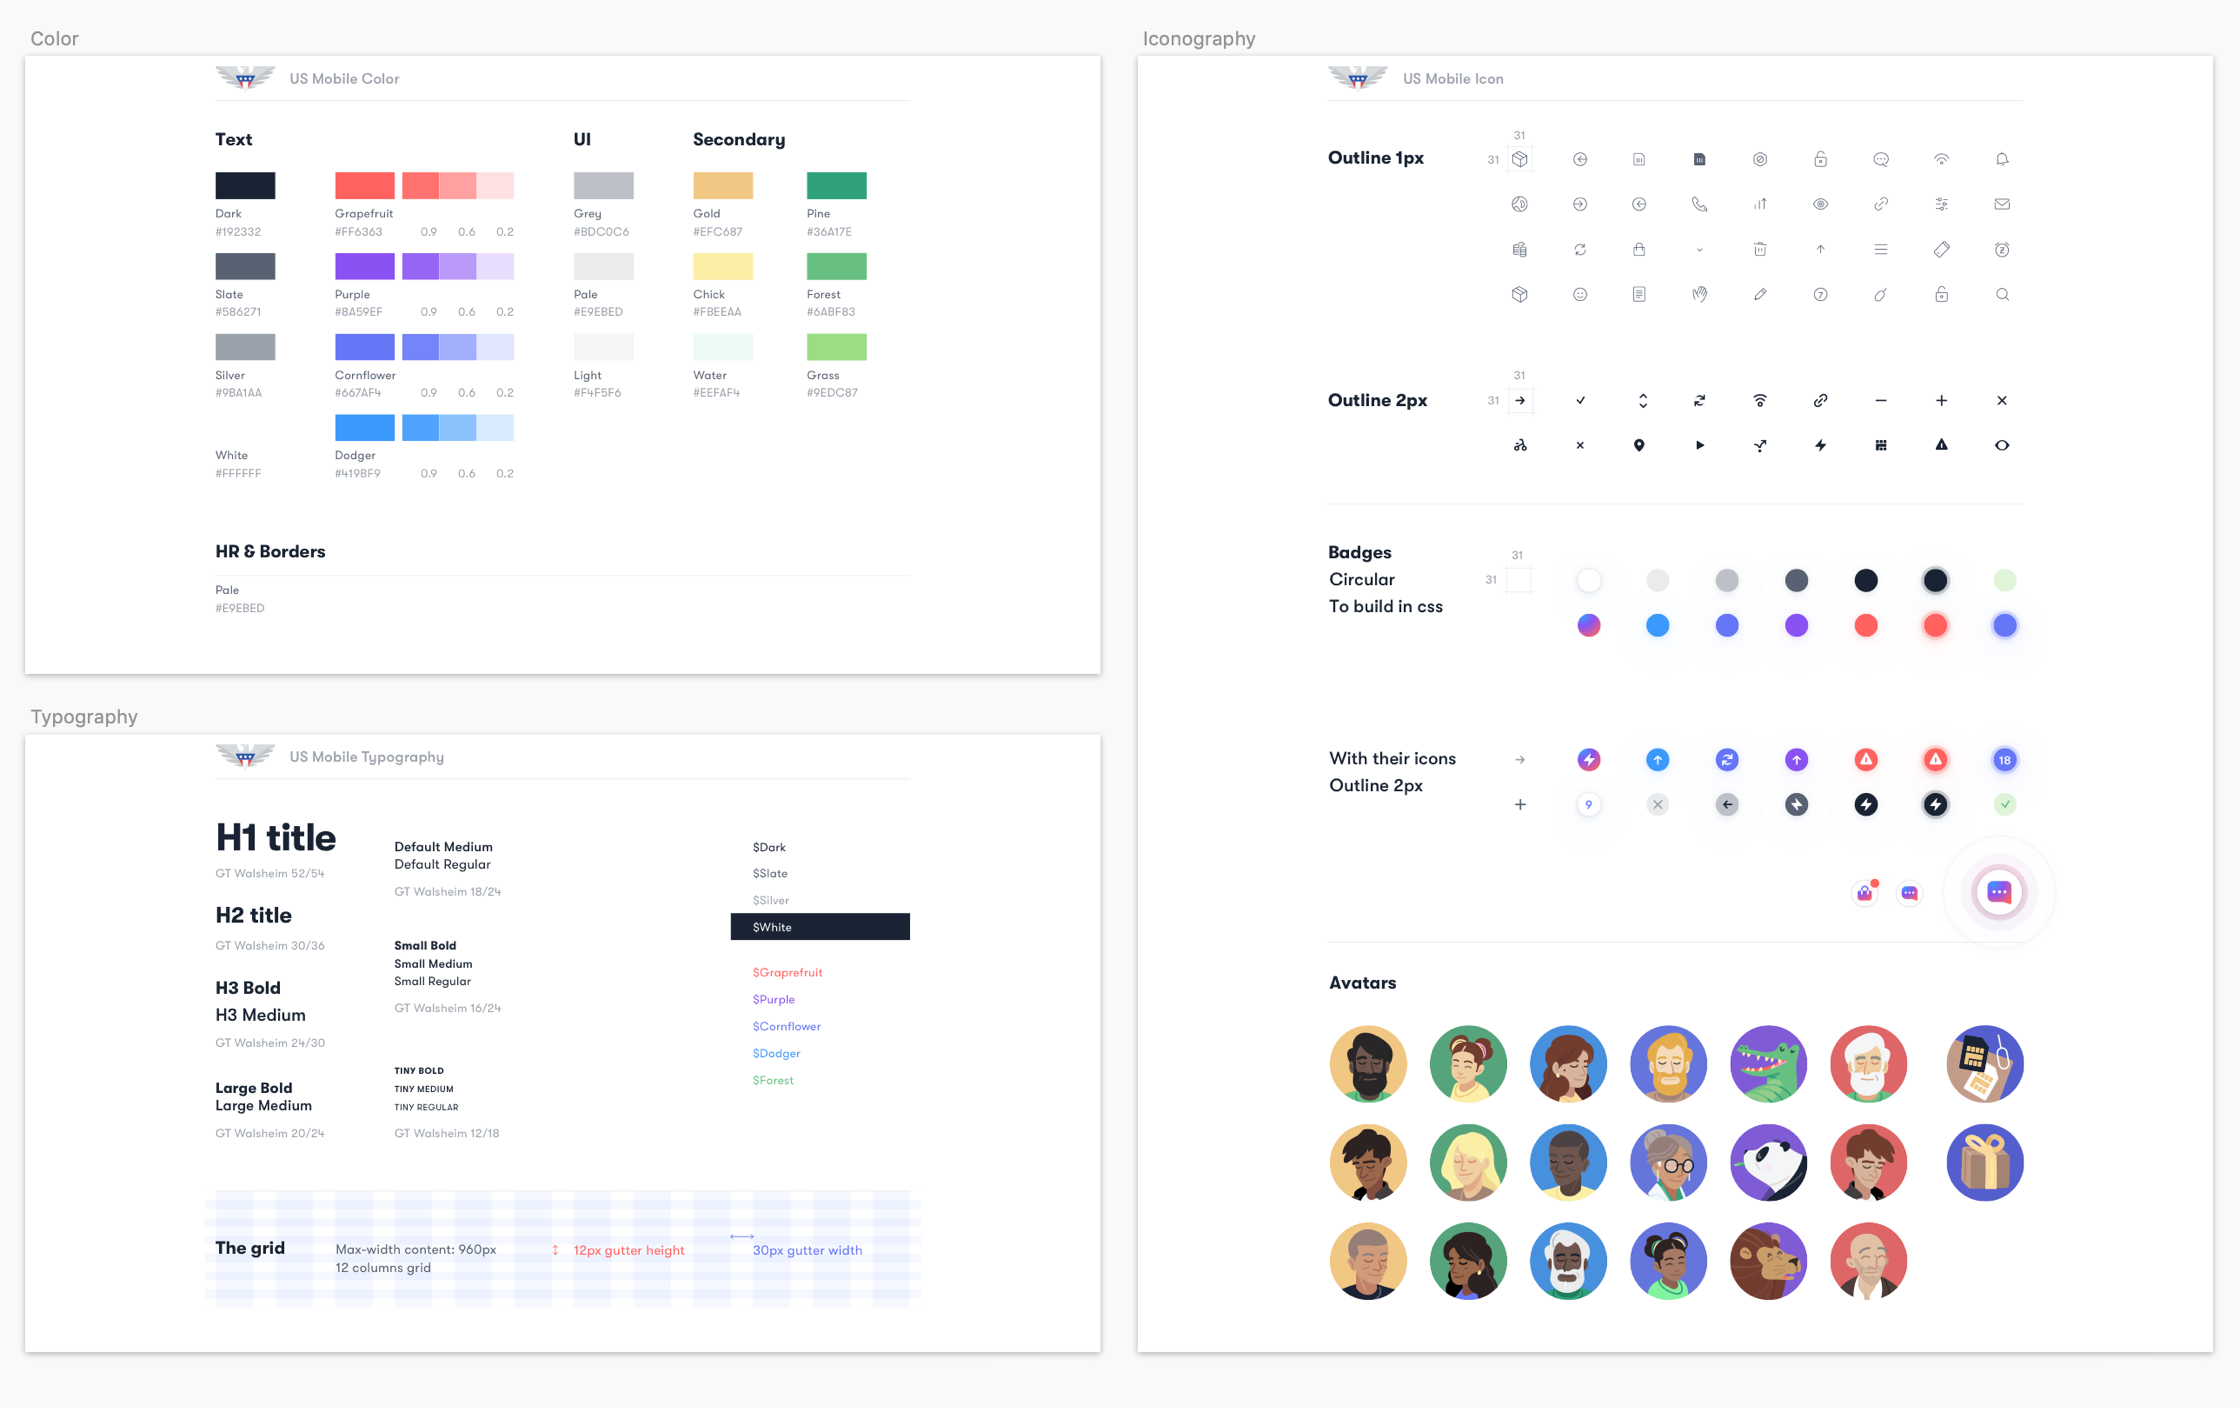 Color
US Mobile Color
Text
UI
Secondary
Dark
#192332
Grapefruit
#FF6363 0.9 0.6 0.2
Grey
#BDC0C6
Gold
#EFC687
Pine
#36A17E
Slate
#586271
Purple
#8A59EF 0.9 0.6 0.2
Pale
#E9EBED
Chick
#FBEEAA
Forest
#6ABF83
Silver
#9BA1AA
Cornflower
#667AF4 0.9 0.6 0.2
Light
#F4F5F6
Water
#EEFAF4
Grass
#9EDC87
White
#FFFFFF
Dodger
#419BF9 0.9 0.6 0.2
HR & Borders
Pale
#E9EBED
Typography
US Mobile Typography
H1 title
GT Walsheim 52/54
H2 title
GT Walsheim 30/36
H3 Bold
H3 Medium
GT Walsheim 24/30
Large Bold
Large Medium
GT Walsheim 20/24
Default Medium
Default Regular
GT Walsheim 18/24
Small Bold
Small Medium
Small Regular
GT Walsheim 16/24
TINY BOLD
TINY MEDIUM
TINY REGULAR
GT Walsheim 12/18
$Dark
$Slate
$Silver
$White
$Graprefruit
$Purple
$Cornflower
$Dodger
$Forest
The grid
Max-width content: 960px
12 columns grid
12px gutter height
30px gutter width
Iconography
US Mobile Icon
Outline 1px
31
31
7
Outline 2px
31
31
Badges
Circular
To build in css
31
31
With their icons
Outline 2px
18
9
Avatars